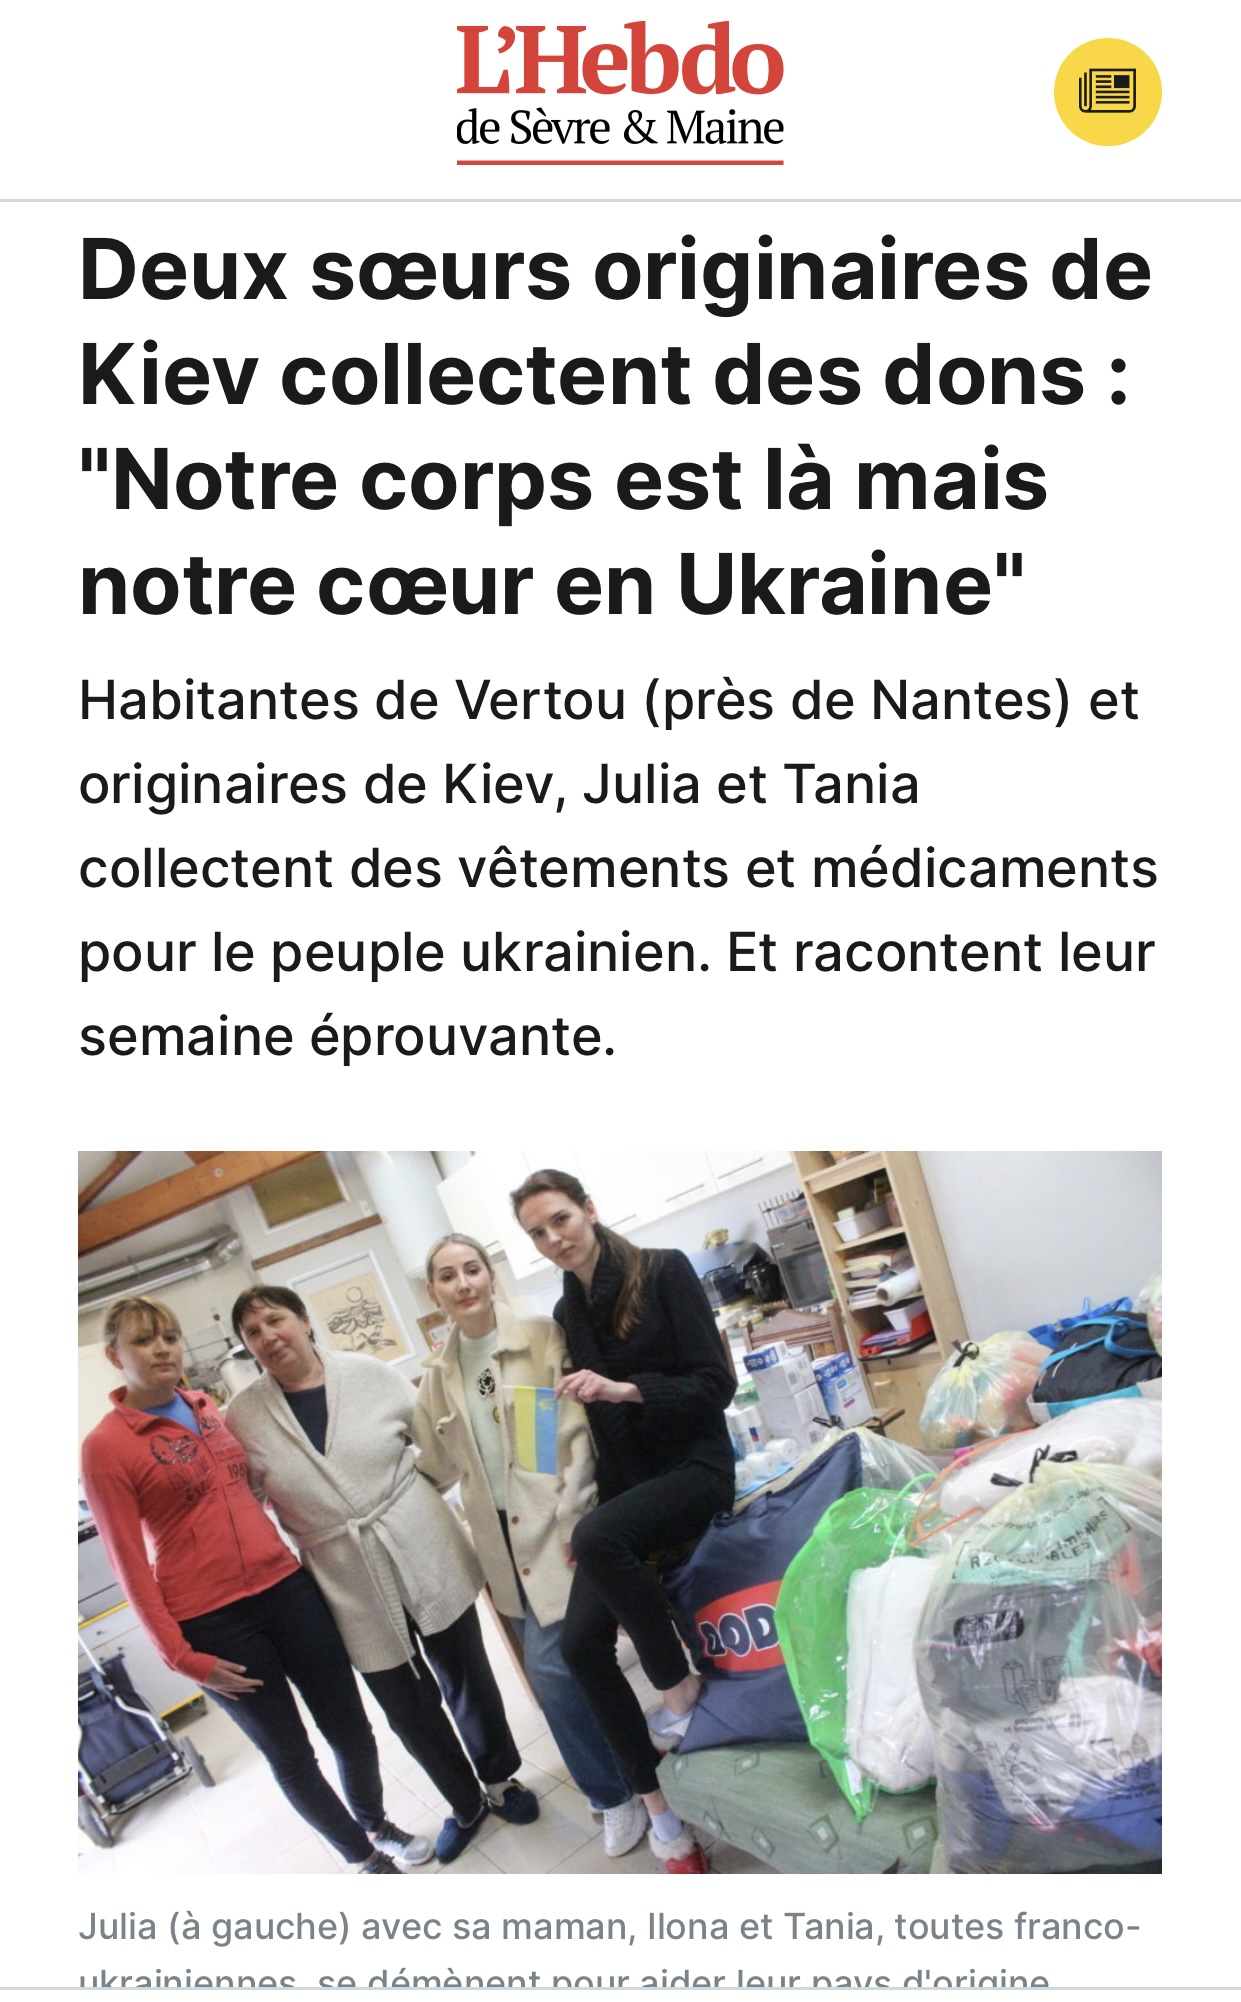 L'Hebdo
de Sèvre & Maine
Deux sœurs originaires de
Kiev collectent des dons :
"Notre corps est là mais
notre cœur en Ukraine"
Habitantes de Vertou (près de Nantes) et
originaires de Kiev, Julia et Tania
collectent des vêtements et médicaments
pour le peuple ukrainien. Et racontent leur
semaine éprouvante.
DOD
Julia (à gauche) avec sa maman, Ilona et Tania, toutes franco-
ukrainiennes, se démènent pour aider leur pays d'origine